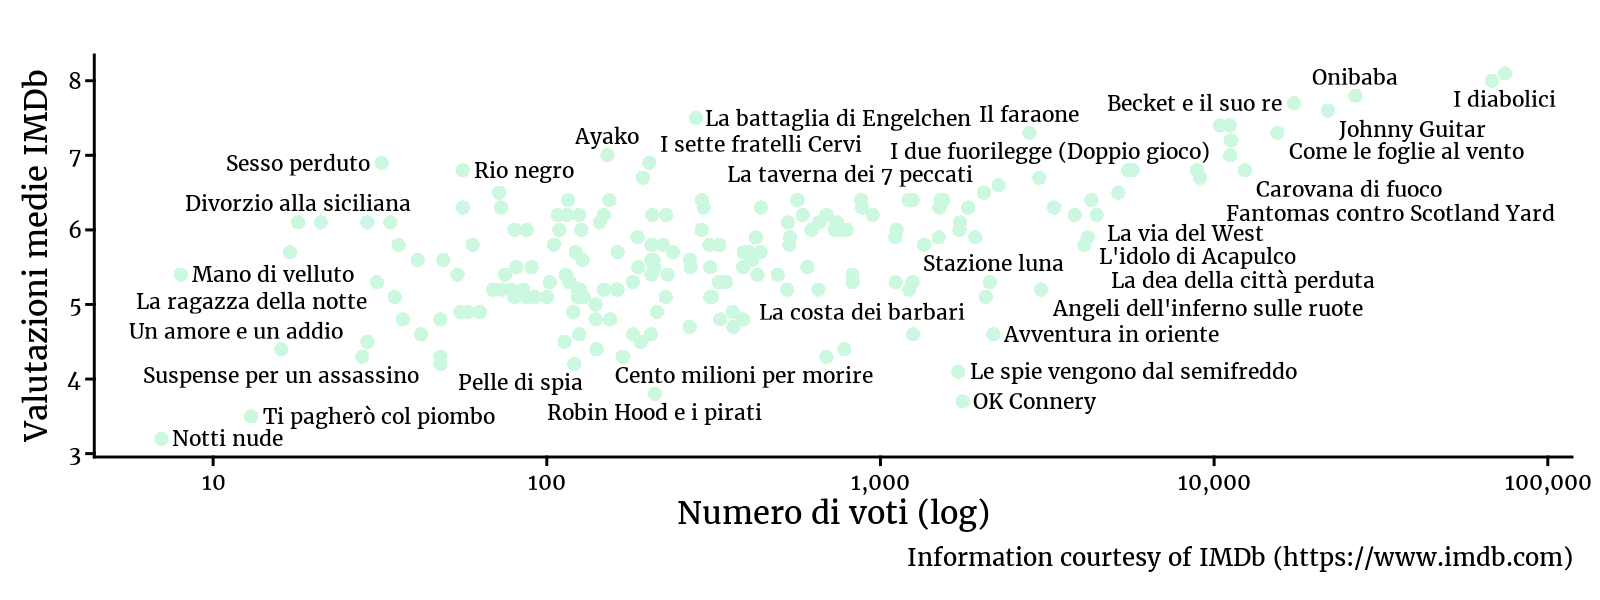 Valutazioni medie IMDb
8
7
6
5
4
3
Onibaba
I diabolici
Becket e il suo re
La battaglia di Engelchen
Il faraone
Johnny Guitar
Ayako
I sette fratelli Cervi
I due fuorilegge (Doppio gioco)
Come le foglie al vento
Sesso perduto
Rio negro
La taverna dei 7 peccati
Carovana di fuoco
Divorzio alla siciliana
Fantomas contro Scotland Yard
La via del West
L'idolo di Acapulco
Stazione luna
Mano di velluto
La dea della città perduta
La ragazza della notte
Angeli dell'inferno sulle ruote
La costa dei barbari
Un amore e un addio
Avventura in oriente
Suspense per un assassino
Pelle di spia
Cento milioni per morire
Le spie vengono dal semifreddo
Ti pagherò col piombo
Robin Hood e i pirati
OK Connery
Notti nude
10
100
1,000
10,000
100,000
Numero di voti (log)
Information courtesy of IMDb (https://www.imdb.com)